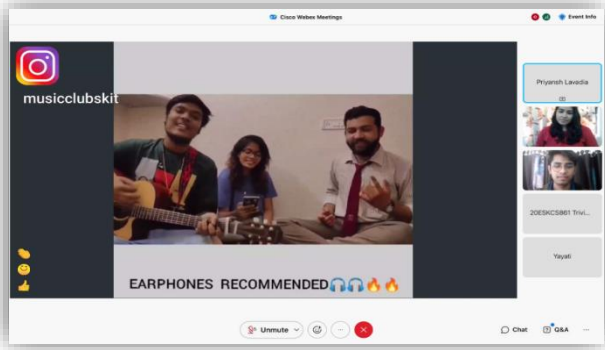 Cisco Webex Meetings
Event Info
musicclubskit
Priyansh Lavadia
20ESKCS861 Trivi...
Yayati
EARPHONES RECOMMENDED🎧🎧🔥🔥
Unmute
Chat
Q&A